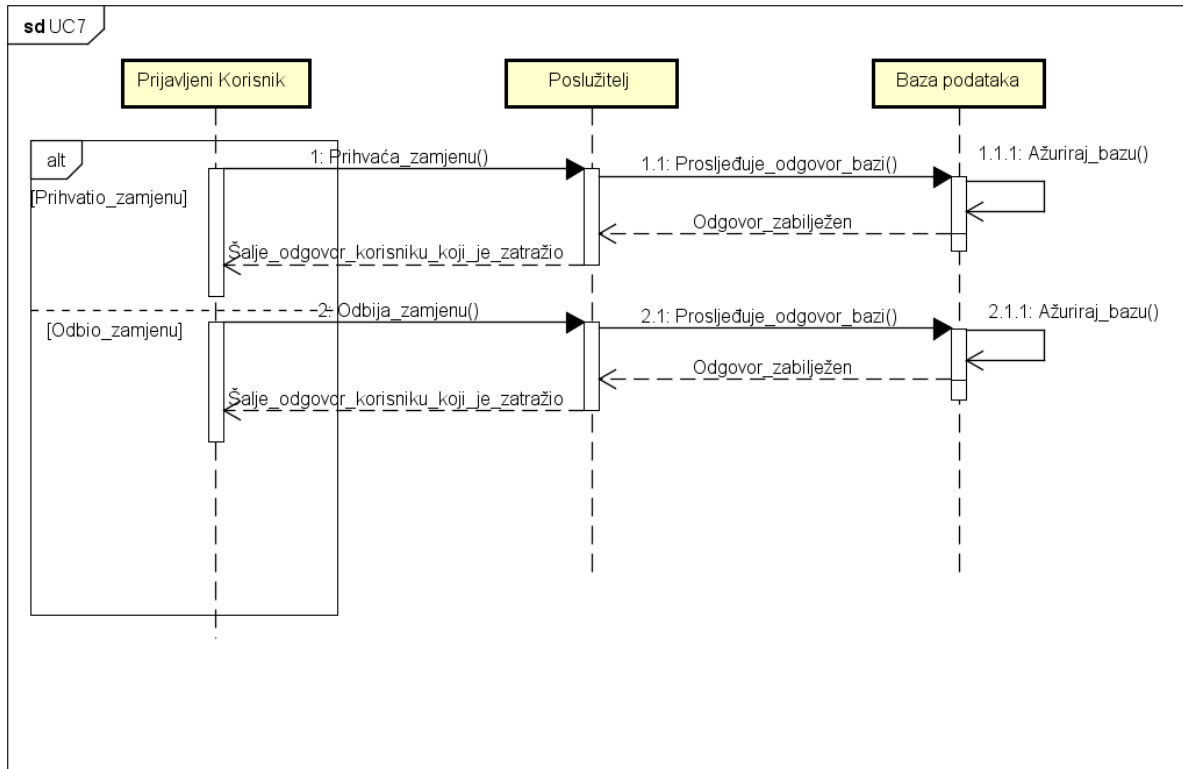 sd UC7
Prijavljeni Korisnik
Poslužitelj
Baza podataka
alt
[Prihvatio_zamjenu]
1: Prihvaća_zamjenu()
1.1: Prosljeđuje_odgovor_bazi()
1.1.1: Ažuriraj_bazu()
Odgovor_zabilježen
Šalje_odgovor_korisniku_koji_je_zatražio
[Odbio_zamjenu]
2: Odbija_zamjenu()
2.1: Prosljeđuje_odgovor_bazi()
2.1.1: Ažuriraj_bazu()
Odgovor_zabilježen
Šalje_odgovor_korisniku_koji_je_zatražio